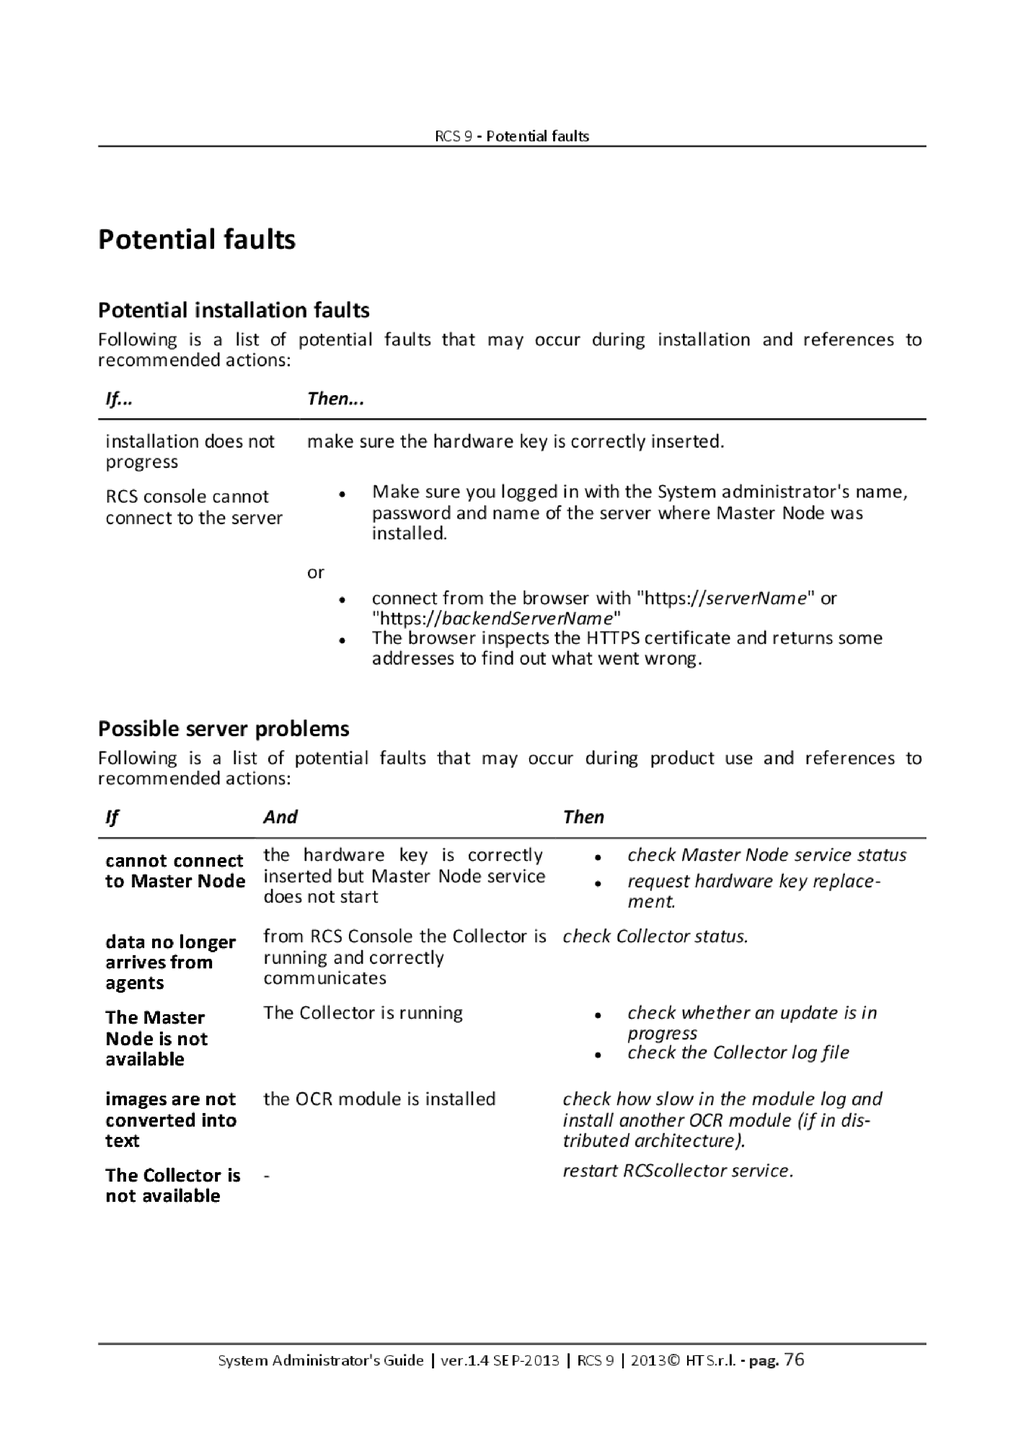 RCS 9 - Potential faults
Potential faults
Potential installation faults
Following is a list of potential faults that may occur during installation and references to
recommended actions:
If... Then...
installation does not progress make sure the hardware key is correctly inserted.
RCS console cannot
connect to the server
• Make sure you logged in with the System administrator's name,
password and name of the server where Master Node was
installed.
or
• connect from the browser with "https://serverName" or
"https://backendServerName"
• The browser inspects the HTTPS certificate and returns some
addresses to find out what went wrong.
Possible server problems
Following is a list of potential faults that may occur during product use and references to
recommended actions:
If And Then
cannot connect
to Master Node
the hardware key is correctly
inserted but Master Node service
does not start
• check Master Node service status
• request hardware key replace-
ment.
data no longer
arrives from
agents
from RCS Console the Collector is
running and correctly
communicates
check Collector status.
The Master
Node is not
available
The Collector is running
• check whether an update is in
progress
• check the Collector log file
images are not
converted into
text
the OCR module is installed
check how slow in the module log and
install another OCR module (if in dis-
tributed architecture).
The Collector is
not available
-
restart RCScollector service.
System Administrator's Guide | ver.1.4 SEP-2013 | RCS 9 | 2013© HT S.r.l. - pag. 76